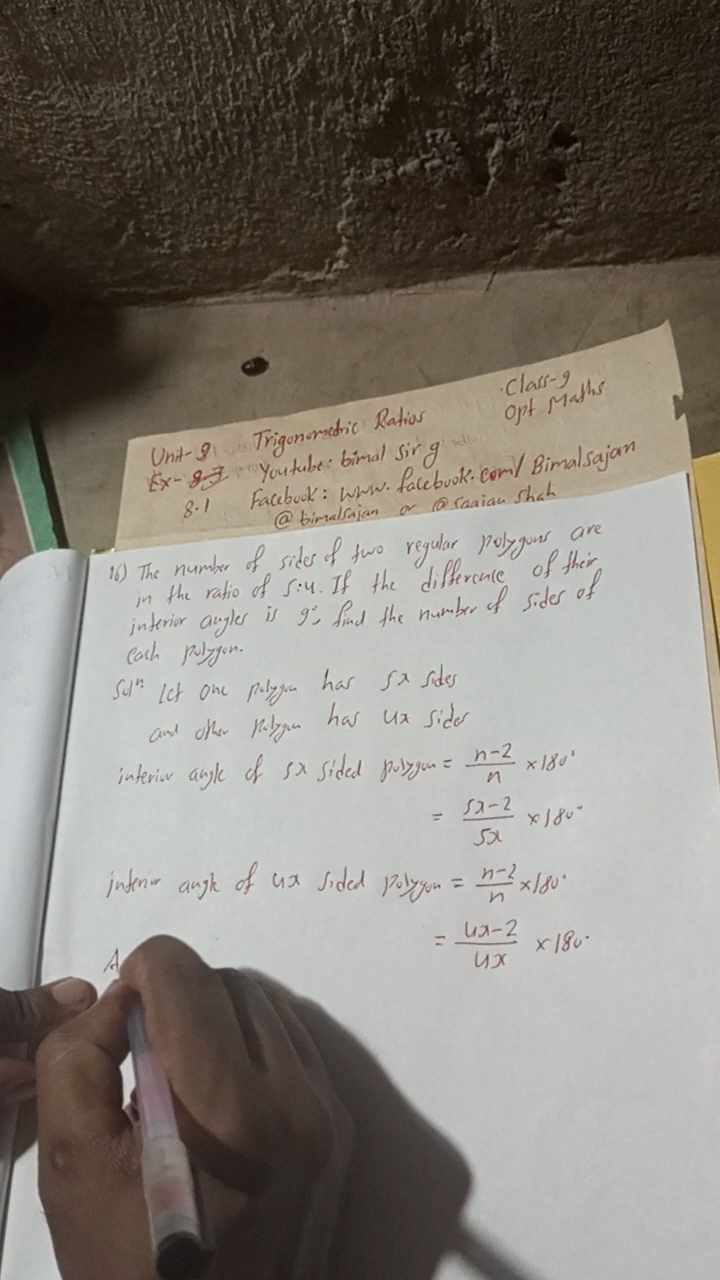 Class-9
Opt Maths
Unit-8 Trigonometric Ratios
Ex- 8.1 Youtube: bimal sir g
Facebook: www.facebook.com/Bimalsajan
@bimalsajan or @saajan shah
16) The number of sides of two regular polygons are
in the ratio of 5:4. If the difference of their
interior angles is 9°, find the number of sides of
each polygon.
Solⁿ let one polygon has 5x sides
and other polygon has 4x sides
interior angle of 5x sided polygon = n-2/n ×180°
= 5x-2/5x ×180°
interior angle of 4x sided polygon = n-2/n ×180°
= 4x-2/4x ×180°
A